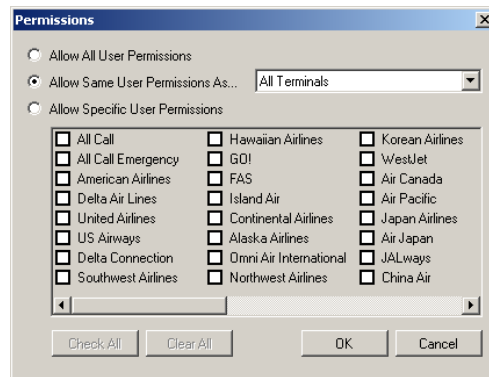 Permissions
Allow All User Permissions
Allow Same User Permissions As... All Terminals
Allow Specific User Permissions
All Call Hawaiian Airlines Korean Airlines
All Call Emergency GO! WestJet
American Airlines FAS Air Canada
Delta Air Lines Island Air Air Pacific
United Airlines Continental Airlines Japan Airlines
US Airways Alaska Airlines Air Japan
Delta Connection Omni Air International JALways
Southwest Airlines Northwest Airlines China Air
Check All Clear All OK Cancel